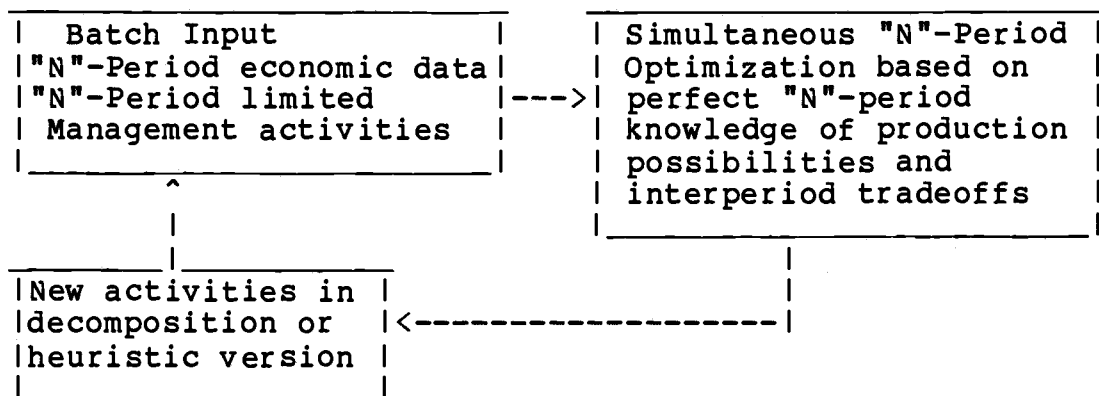 Batch Input
"N"-Period economic data
"N"-Period limited
Management activities
Simultaneous "N"-Period
Optimization based on
perfect "N"-period
knowledge of production
possibilities and
interperiod tradeoffs
New activities in
decomposition or
heuristic version